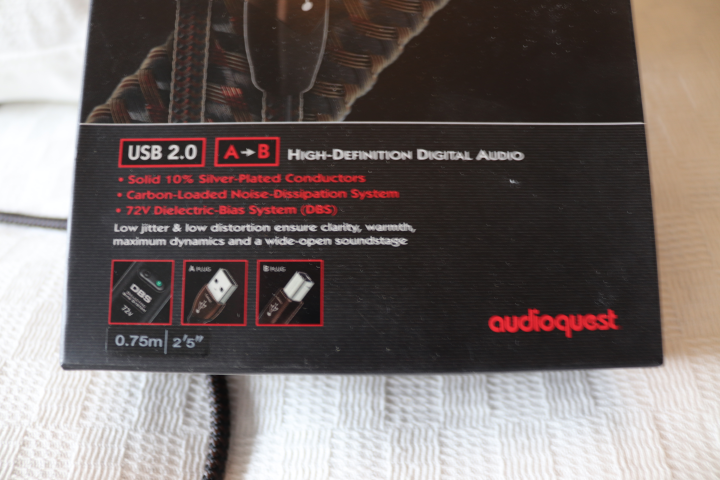 USB 2.0 A→B HIGH-DEFINITION DIGITAL AUDIO
• Solid 10% Silver-Plated Conductors
• Carbon-Loaded Noise-Dissipation System
• 72V Dielectric-Bias System (DBS)
Low jitter & low distortion ensure clarity, warmth,
maximum dynamics and a wide-open soundstage
DBS
72v
A PLUG
B PLUG
audioquest
0.75m 2'5"